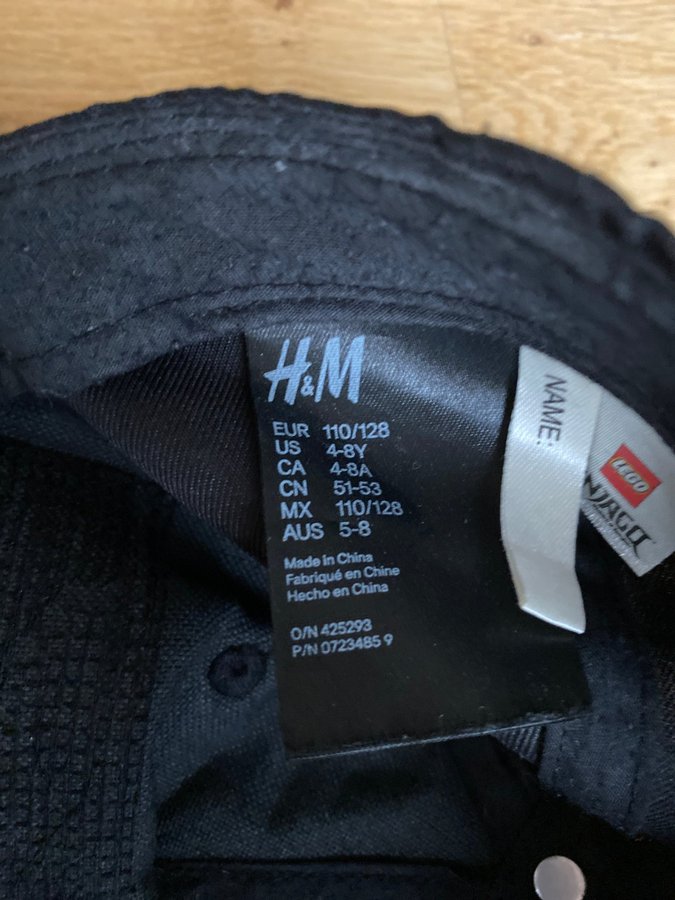 H&M
EUR 110/128
US 4-8Y
CA 4-8A
CN 51-53
MX 110/128
AUS 5-8
Made in China
Fabriqué en Chine
Hecho en China
O/N 425293
P/N 0723485 9
NAME:
LEGO
NJAGO